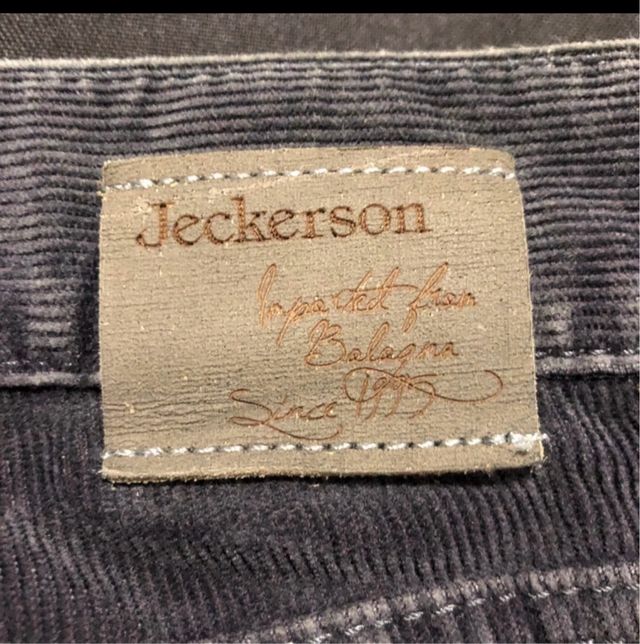 Jeckerson
Imported from
Bologna
Since 1995